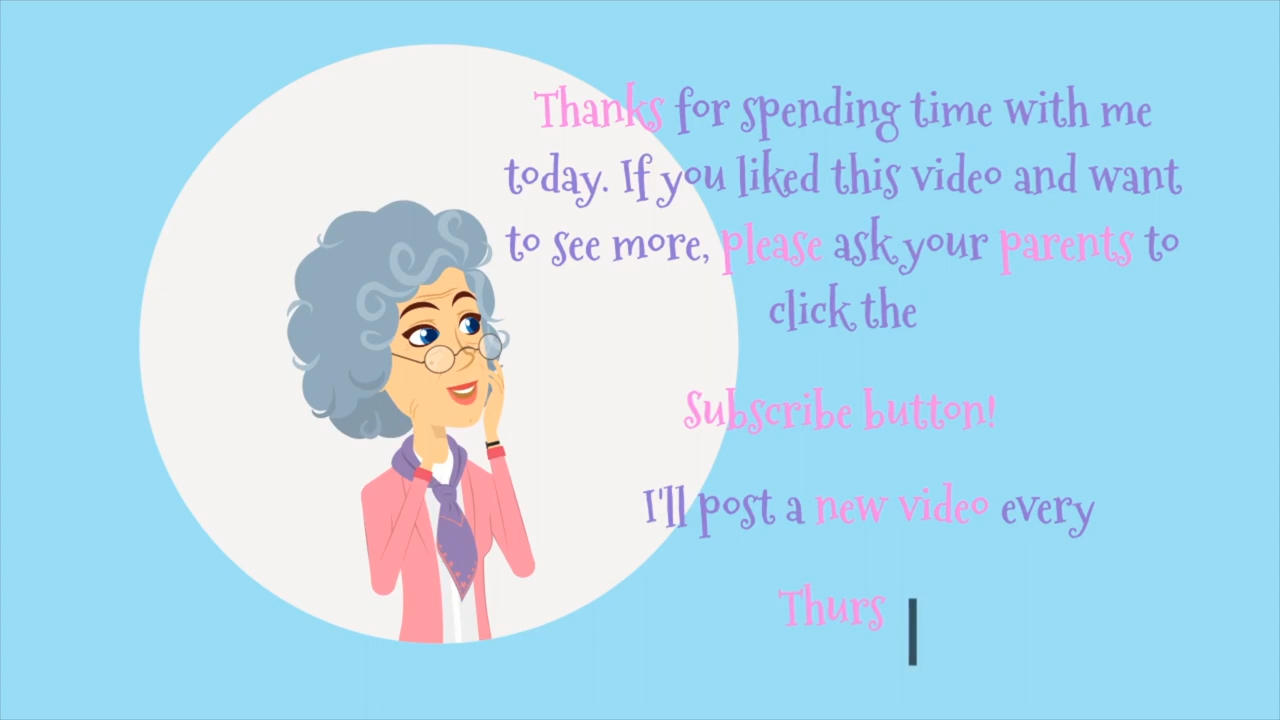 Thanks for spending time with me
today. If you liked this video and want
to see more, please ask your parents to
click the
Subscribe button!
I'll post a new video every
Thurs